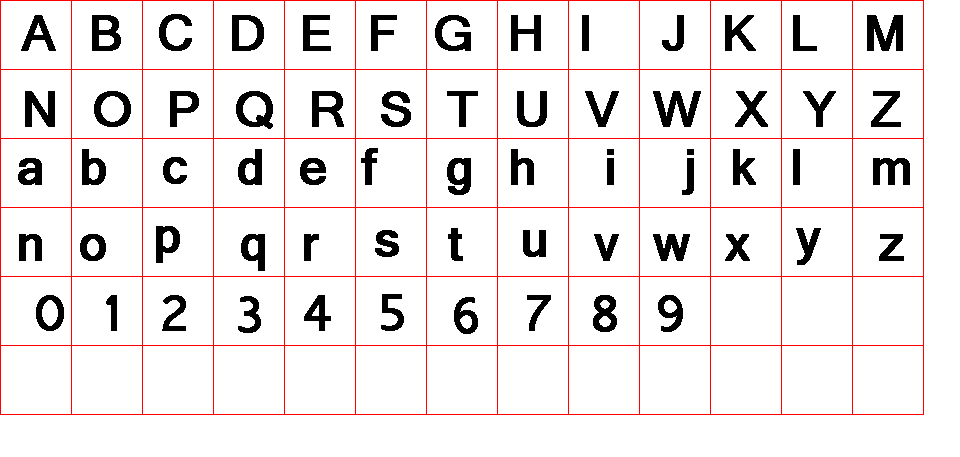 A B C D E F G H I J K L M
N O P Q R S T U V W X Y Z
a b c d e f g h i j k l m
n o p q r s t u v w x y z
0 1 2 3 4 5 6 7 8 9